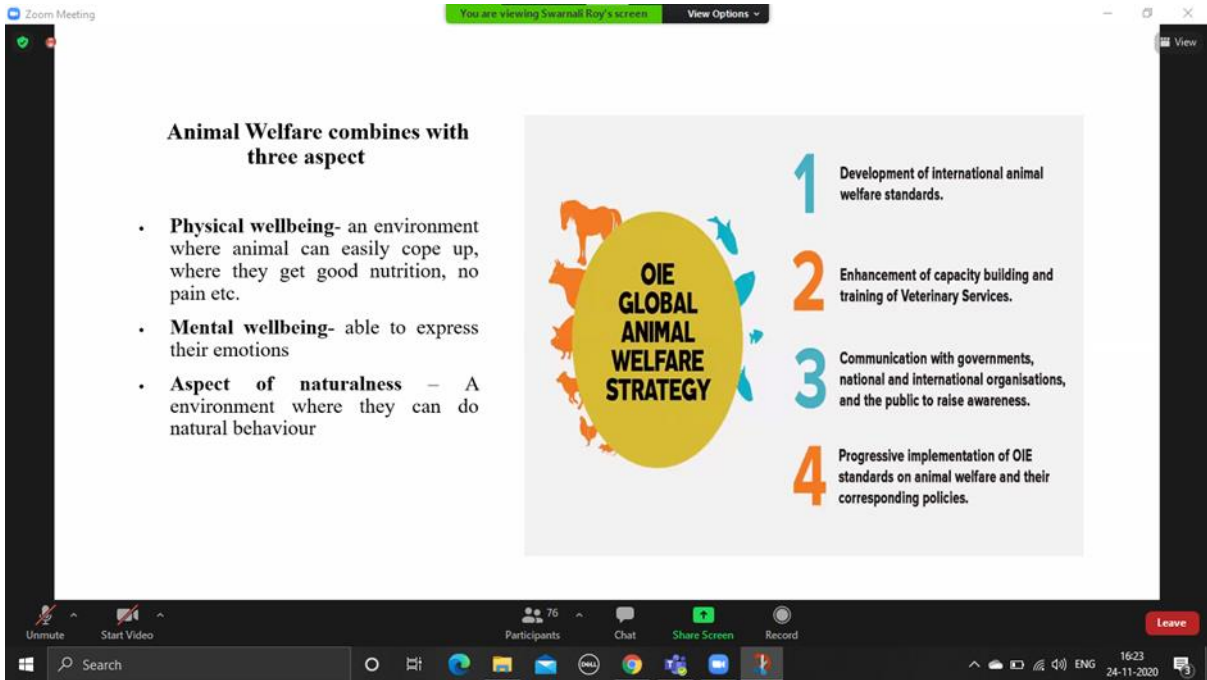 Zoom Meeting
You are viewing Swarnali Roy's screen
View Options
View
Animal Welfare combines with
three aspect
• Physical wellbeing- an environment
where animal can easily cope up,
where they get good nutrition, no
pain etc.
• Mental wellbeing- able to express
their emotions
• Aspect of naturalness – A
environment where they can do
natural behaviour
OIE
GLOBAL
ANIMAL
WELFARE
STRATEGY
1
Development of international animal
welfare standards.
2
Enhancement of capacity building and
training of Veterinary Services.
3
Communication with governments,
national and international organisations,
and the public to raise awareness.
4
Progressive implementation of OIE
standards on animal welfare and their
corresponding policies.
Unmute
Start Video
76
Participants
Chat
Share Screen
Record
Leave
Search
DELL
ENG
16:23
24-11-2020
3